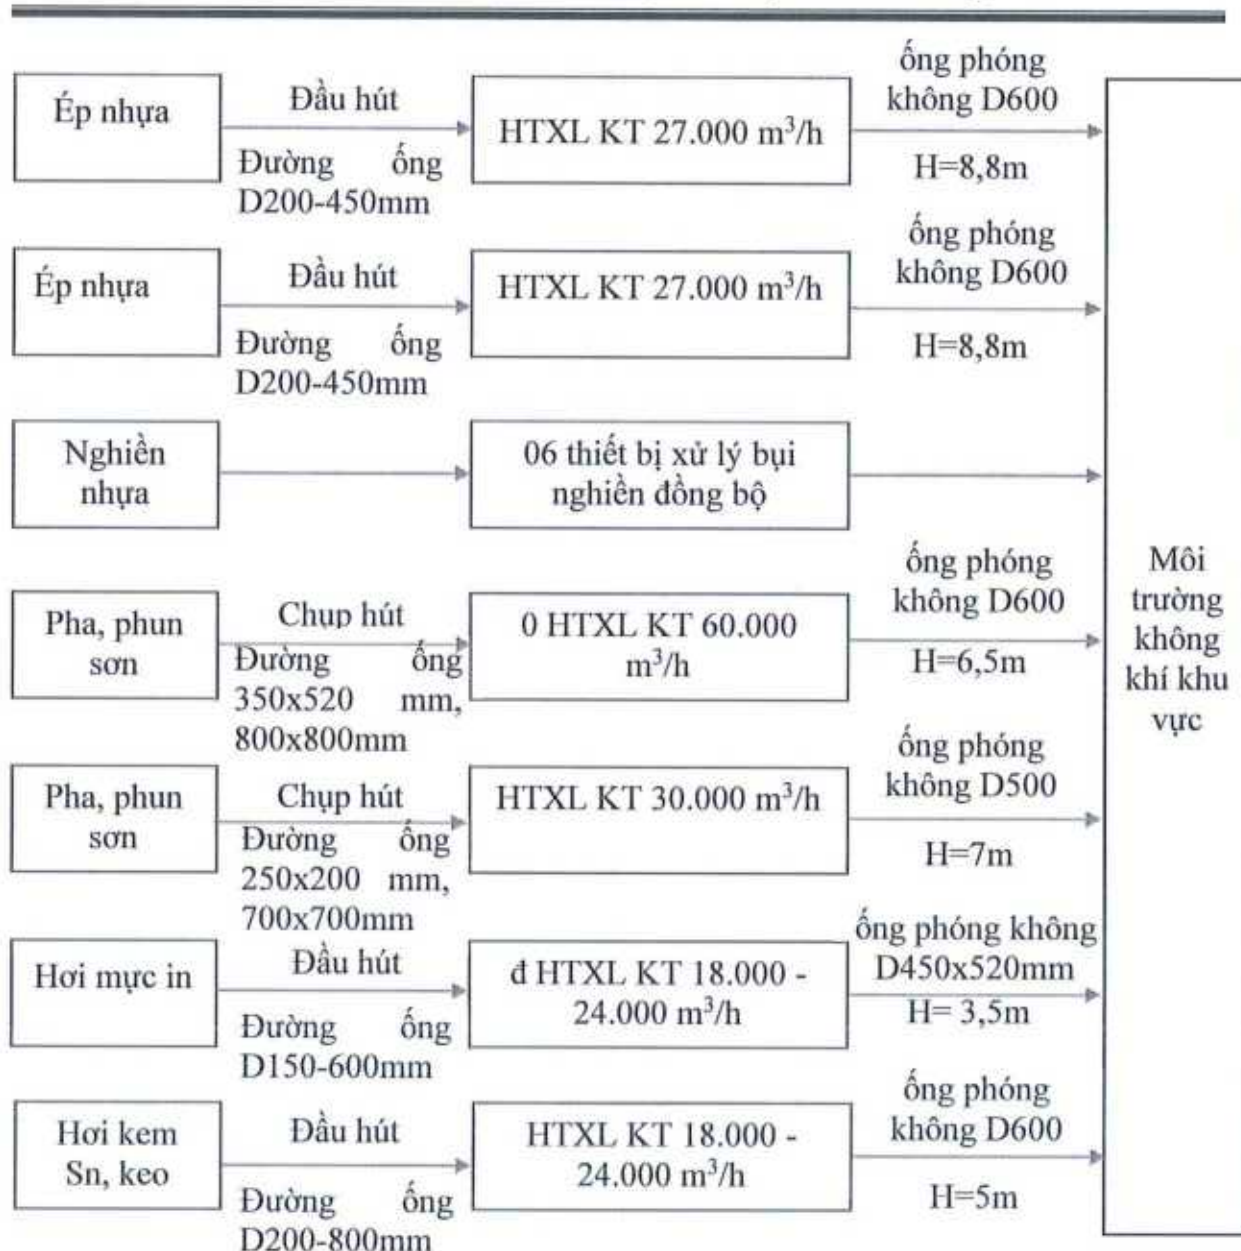 Ép nhựa
Đầu hút
Đường ống
D200-450mm
HTXL KT 27.000 m³/h
ống phóng
không D600
H=8,8m
Ép nhựa
Đầu hút
Đường ống
D200-450mm
HTXL KT 27.000 m³/h
ống phóng
không D600
H=8,8m
Nghiền
nhựa
06 thiết bị xử lý bụi
nghiền đồng bộ
Pha, phun
sơn
Chụp hút
Đường ống
350x520 mm,
800x800mm
0 HTXL KT 60.000
m³/h
ống phóng
không D600
H=6,5m
Pha, phun
sơn
Chụp hút
Đường ống
250x200 mm,
700x700mm
HTXL KT 30.000 m³/h
ống phóng
không D500
H=7m
Hơi mực in
Đầu hút
Đường ống
D150-600mm
đ HTXL KT 18.000 -
24.000 m³/h
ống phóng không
D450x520mm
H= 3,5m
Hơi kem
Sn, keo
Đầu hút
Đường ống
D200-800mm
HTXL KT 18.000 -
24.000 m³/h
ống phóng
không D600
H=5m
Môi
trường
không
khí khu
vực